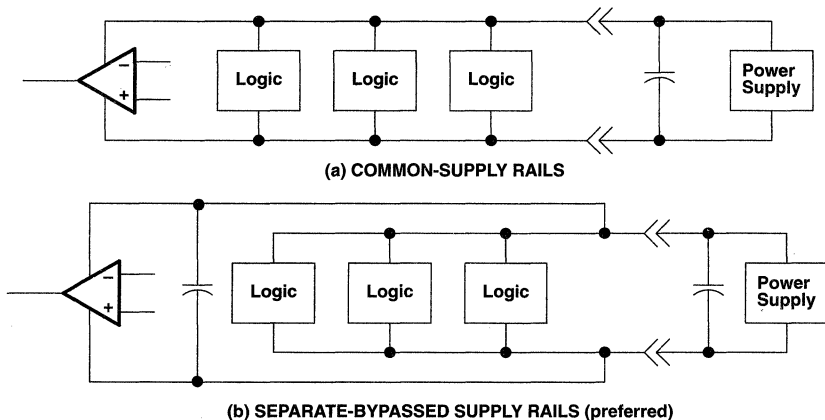 −
+
Logic
Logic
Logic
Power
Supply
(a) COMMON-SUPPLY RAILS
−
+
Logic
Logic
Logic
Power
Supply
(b) SEPARATE-BYPASSED SUPPLY RAILS (preferred)